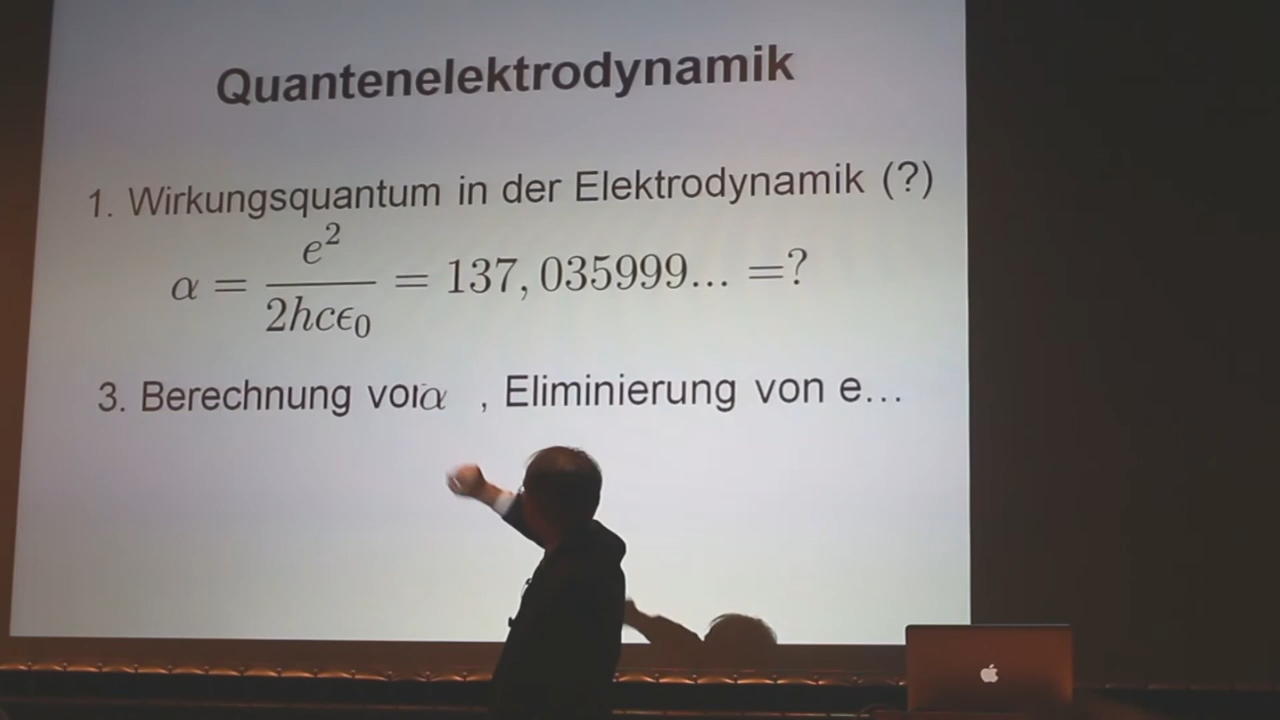 Quantenelektrodynamik
1. Wirkungsquantum in der Elektrodynamik (?)
α = e² / 2hcϵ₀ = 137,035999... =?
3. Berechnung von α , Eliminierung von e...